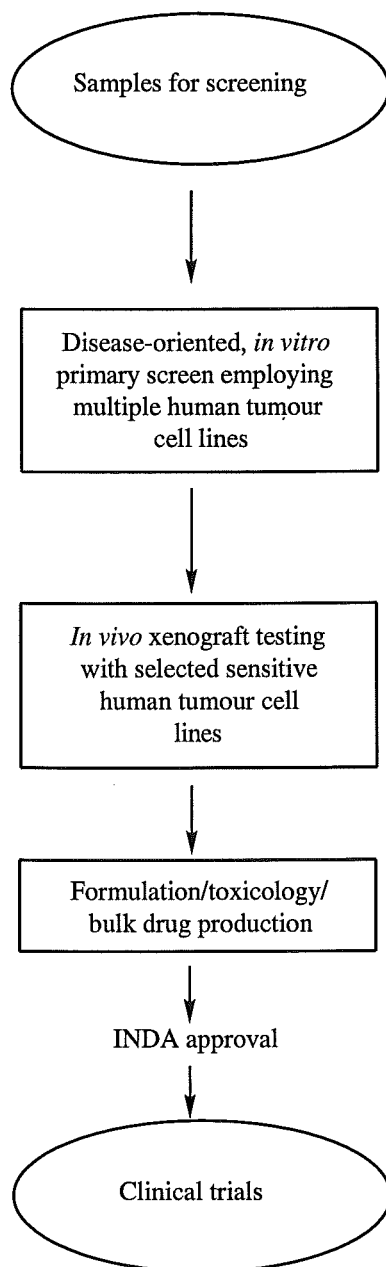 Samples for screening
Disease-oriented, in vitro
primary screen employing
multiple human tumour
cell lines
In vivo xenograft testing
with selected sensitive
human tumour cell
lines
Formulation/toxicology/
bulk drug production
INDA approval
Clinical trials